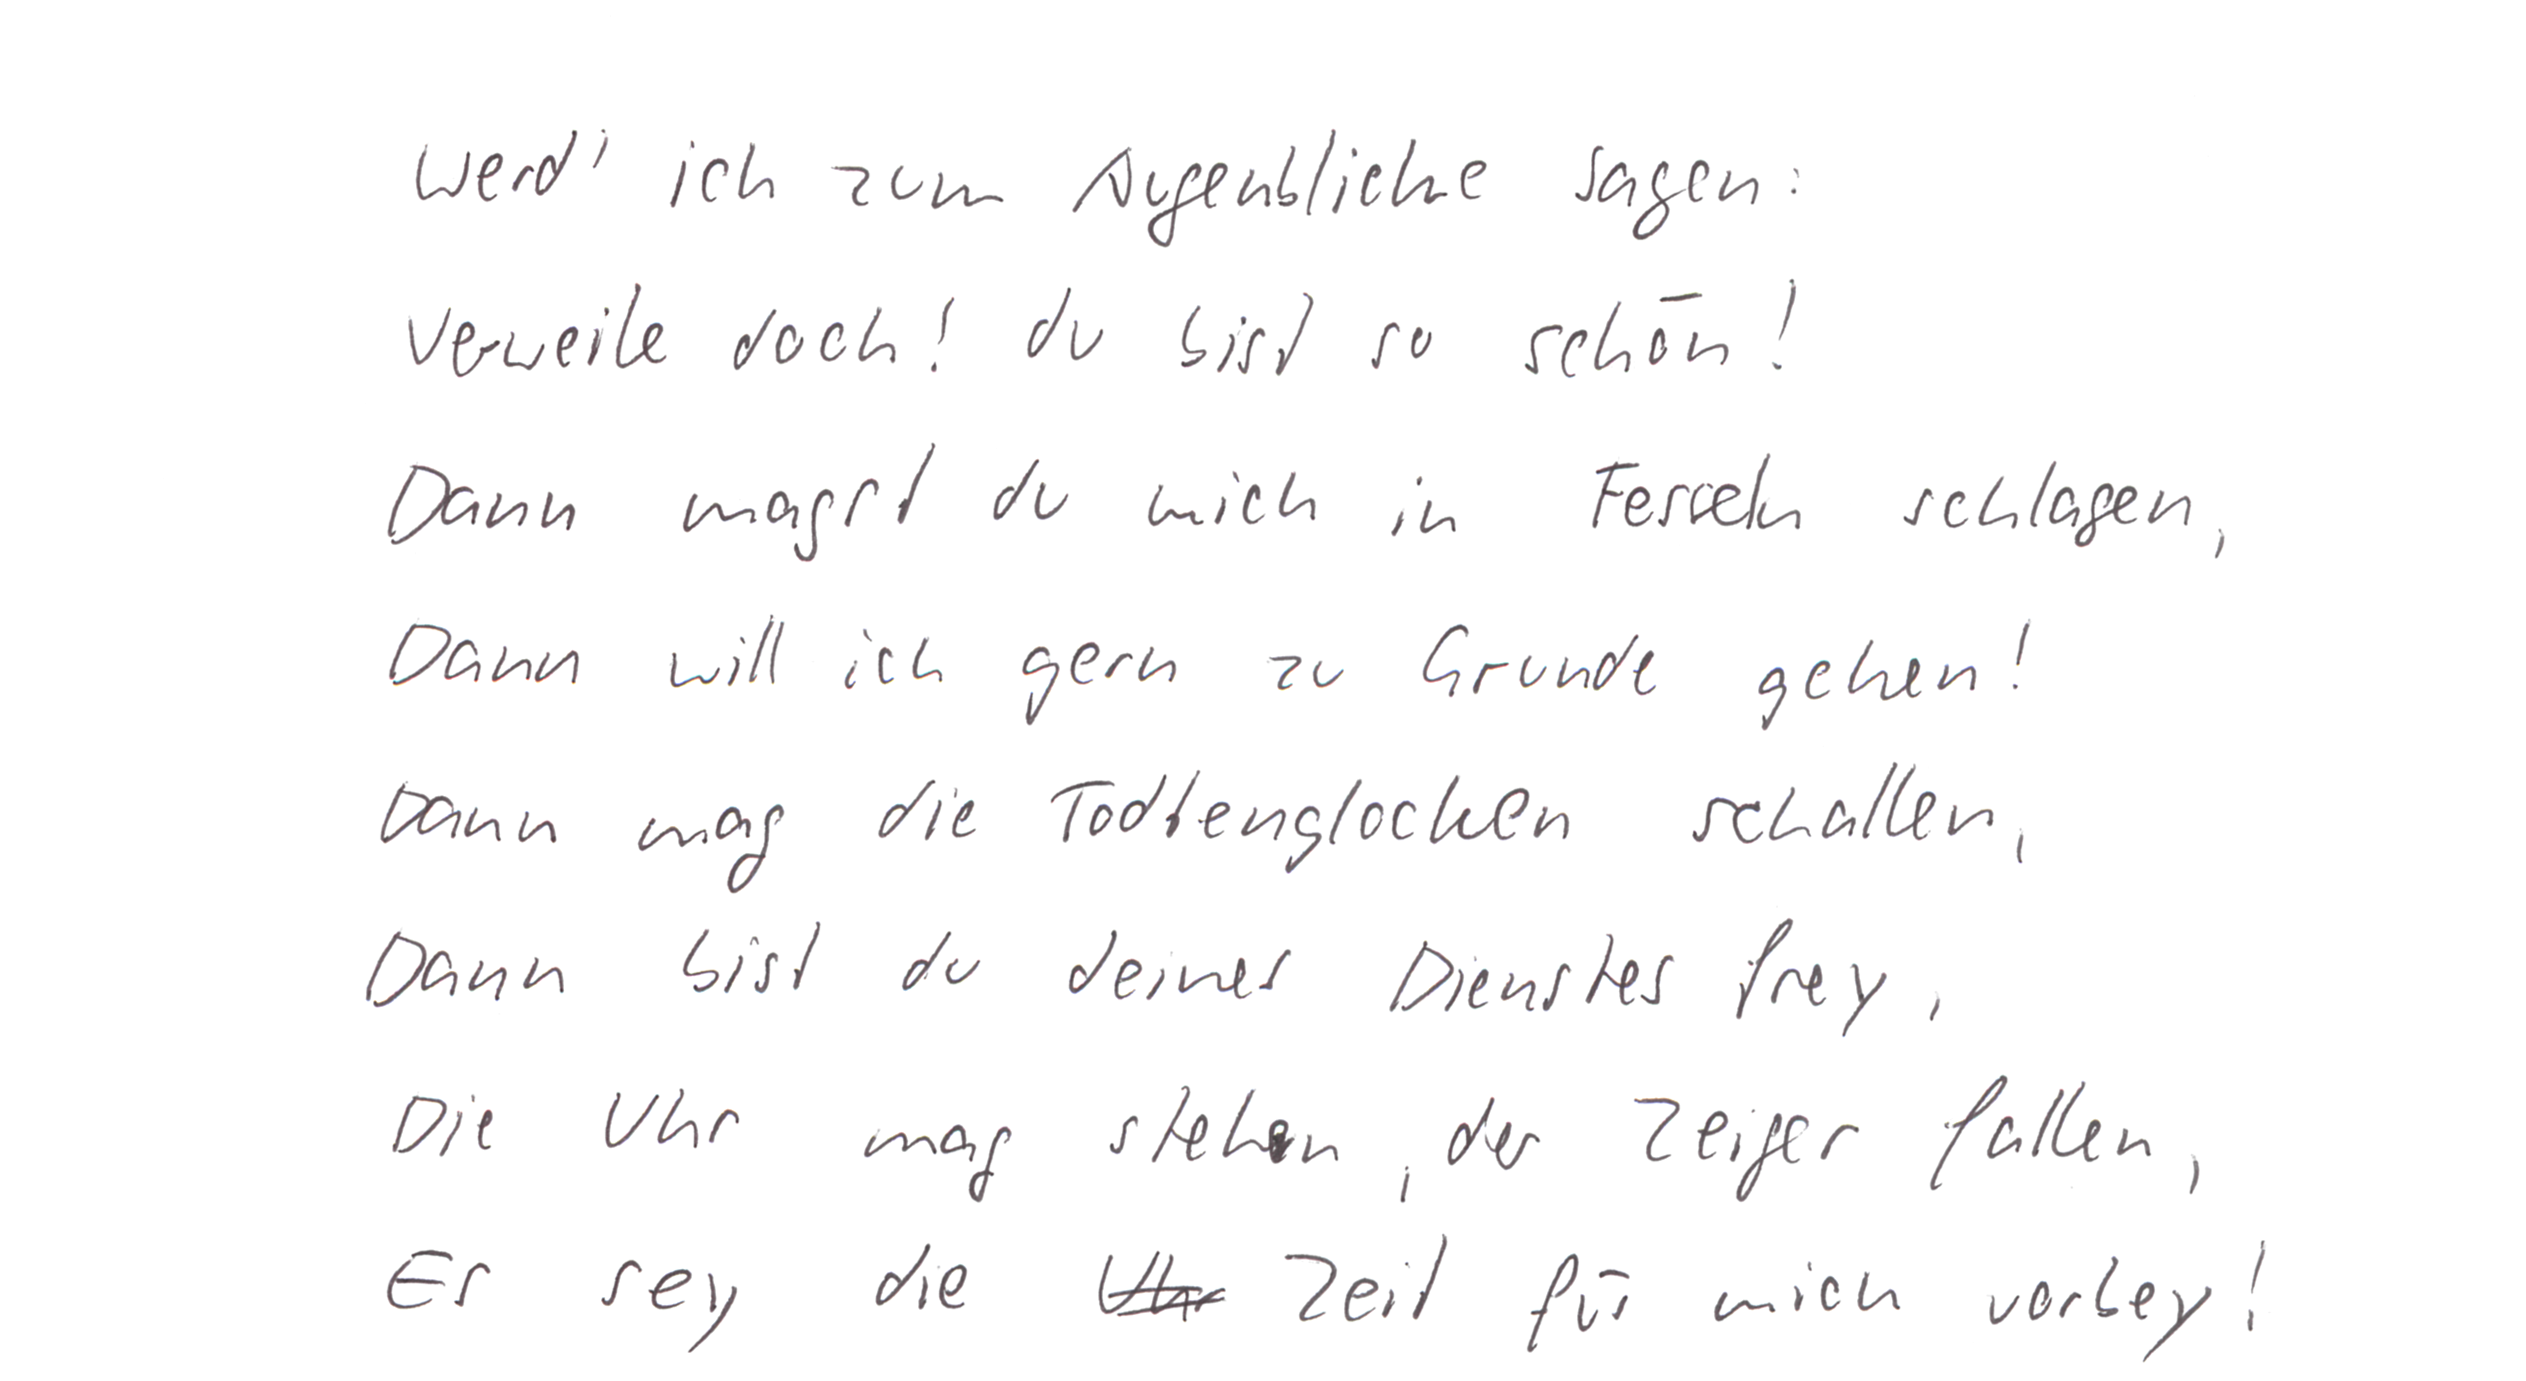 Werd' ich zum Augenblicke sagen:
Verweile doch! du bist so schön!
Dann magst du mich in Fesseln schlagen,
Dann will ich gern zu Grunde gehen!
Dann mag die Todtenglocken schallen,
Dann bist du deines Dienstes frey,
Die Uhr mag stehen, der Zeiger fallen,
Es sey die Uhr Zeit für mich vorbey!